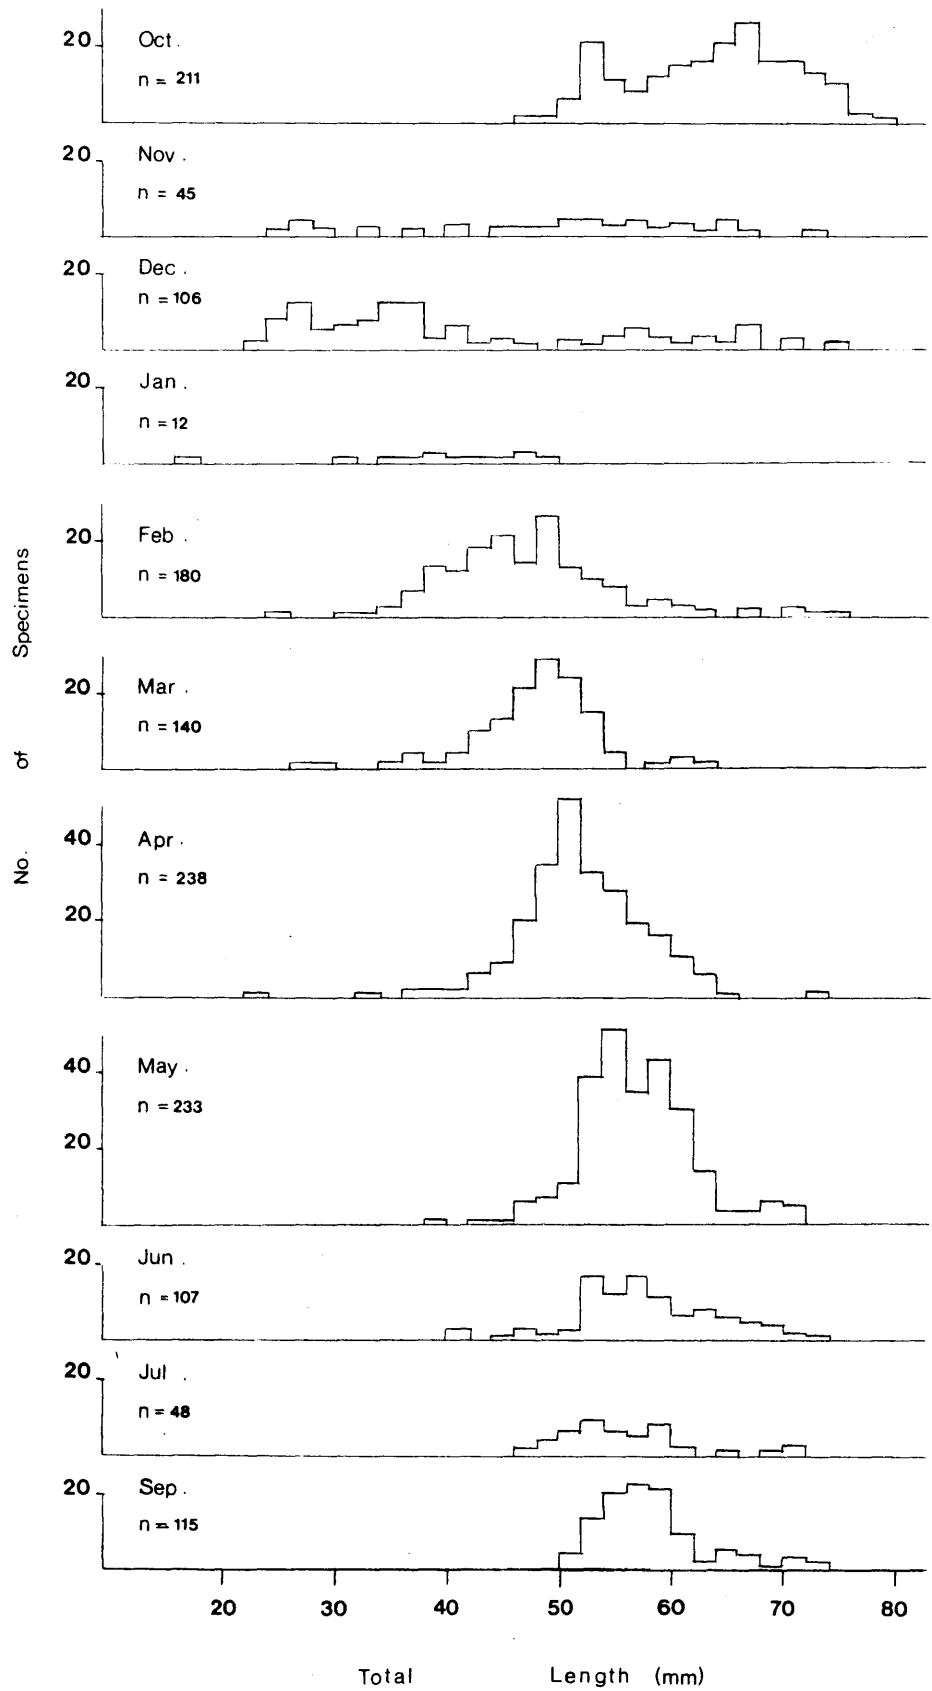 20
Oct.
n = 211
20
Nov.
n = 45
20
Dec.
n = 106
20
Jan.
n = 12
20
Feb.
n = 180
20
Mar.
n = 140
40
20
Apr.
n = 238
40
20
May.
n = 233
20
Jun.
n = 107
20
Jul.
n = 48
20
Sep.
n = 115
No. of Specimens
20 30 40 50 60 70 80
Total Length (mm)